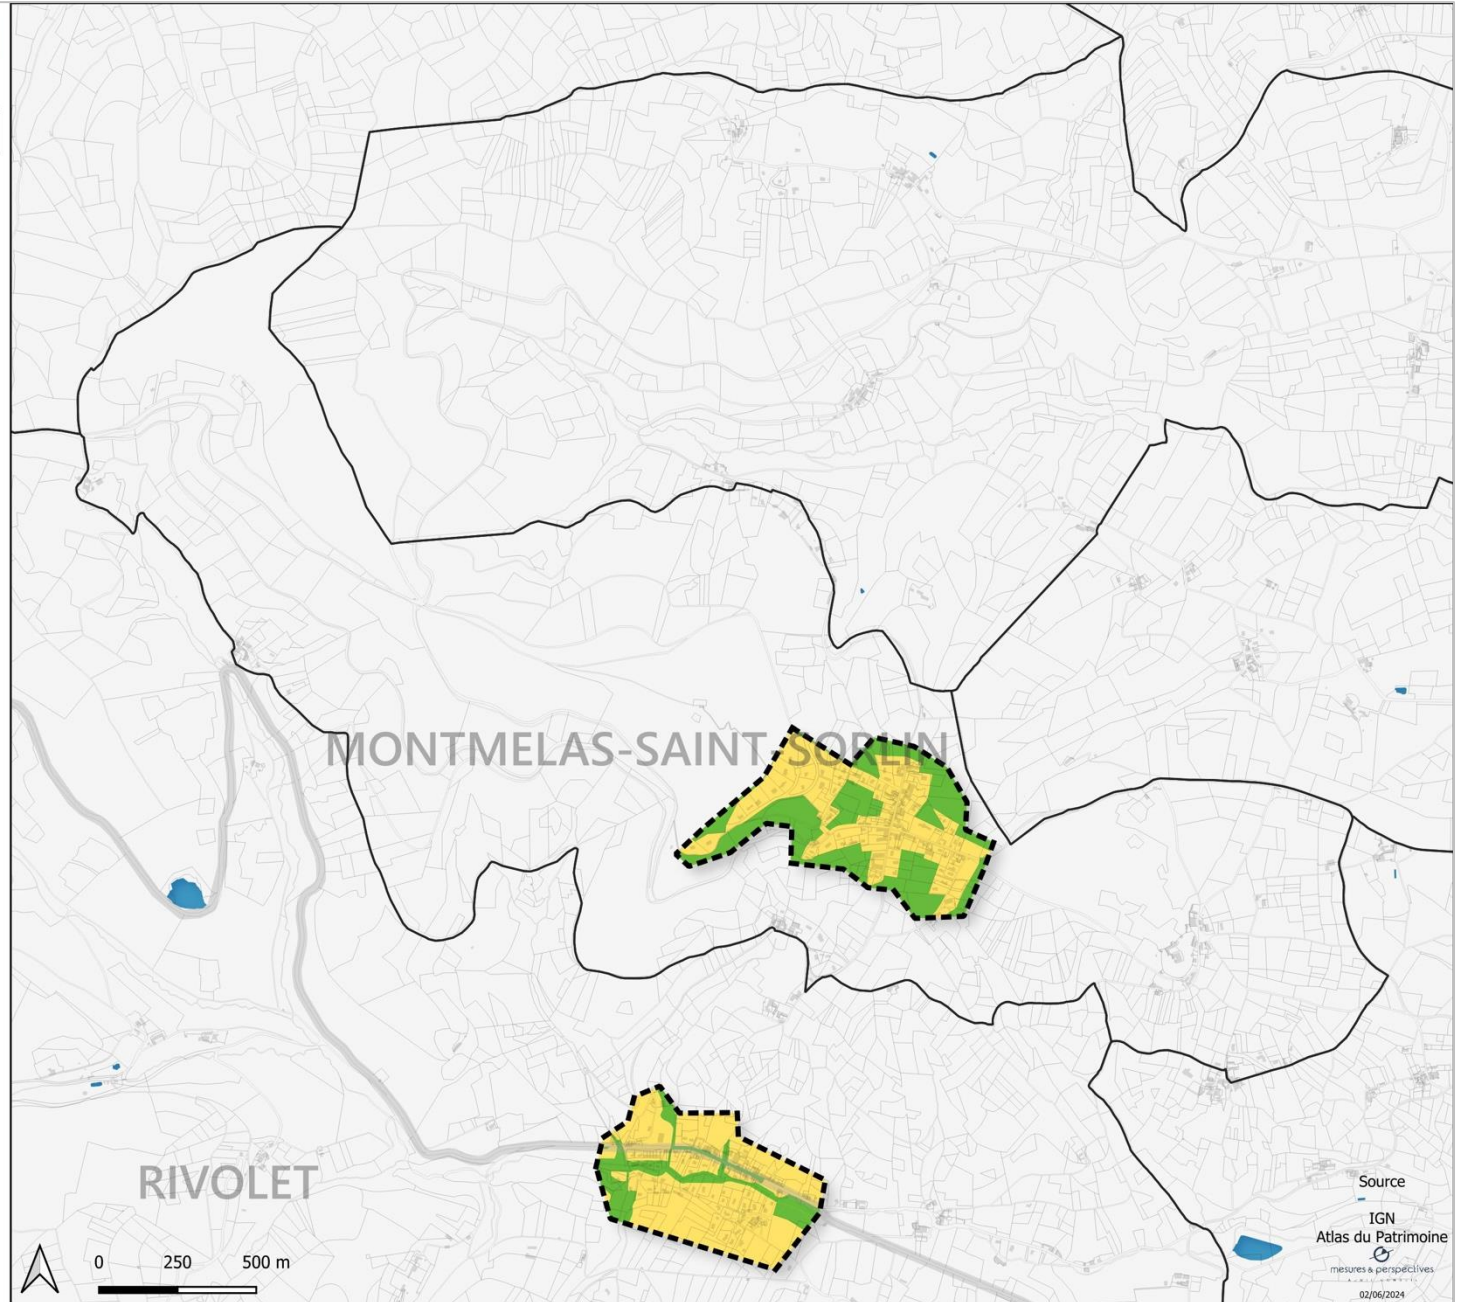 MONTMELAS-SAINT-SORLIN
RIVOLET
0 250 500 m
Source
IGN
Atlas du Patrimoine
mesures & perspectives
02/06/2024